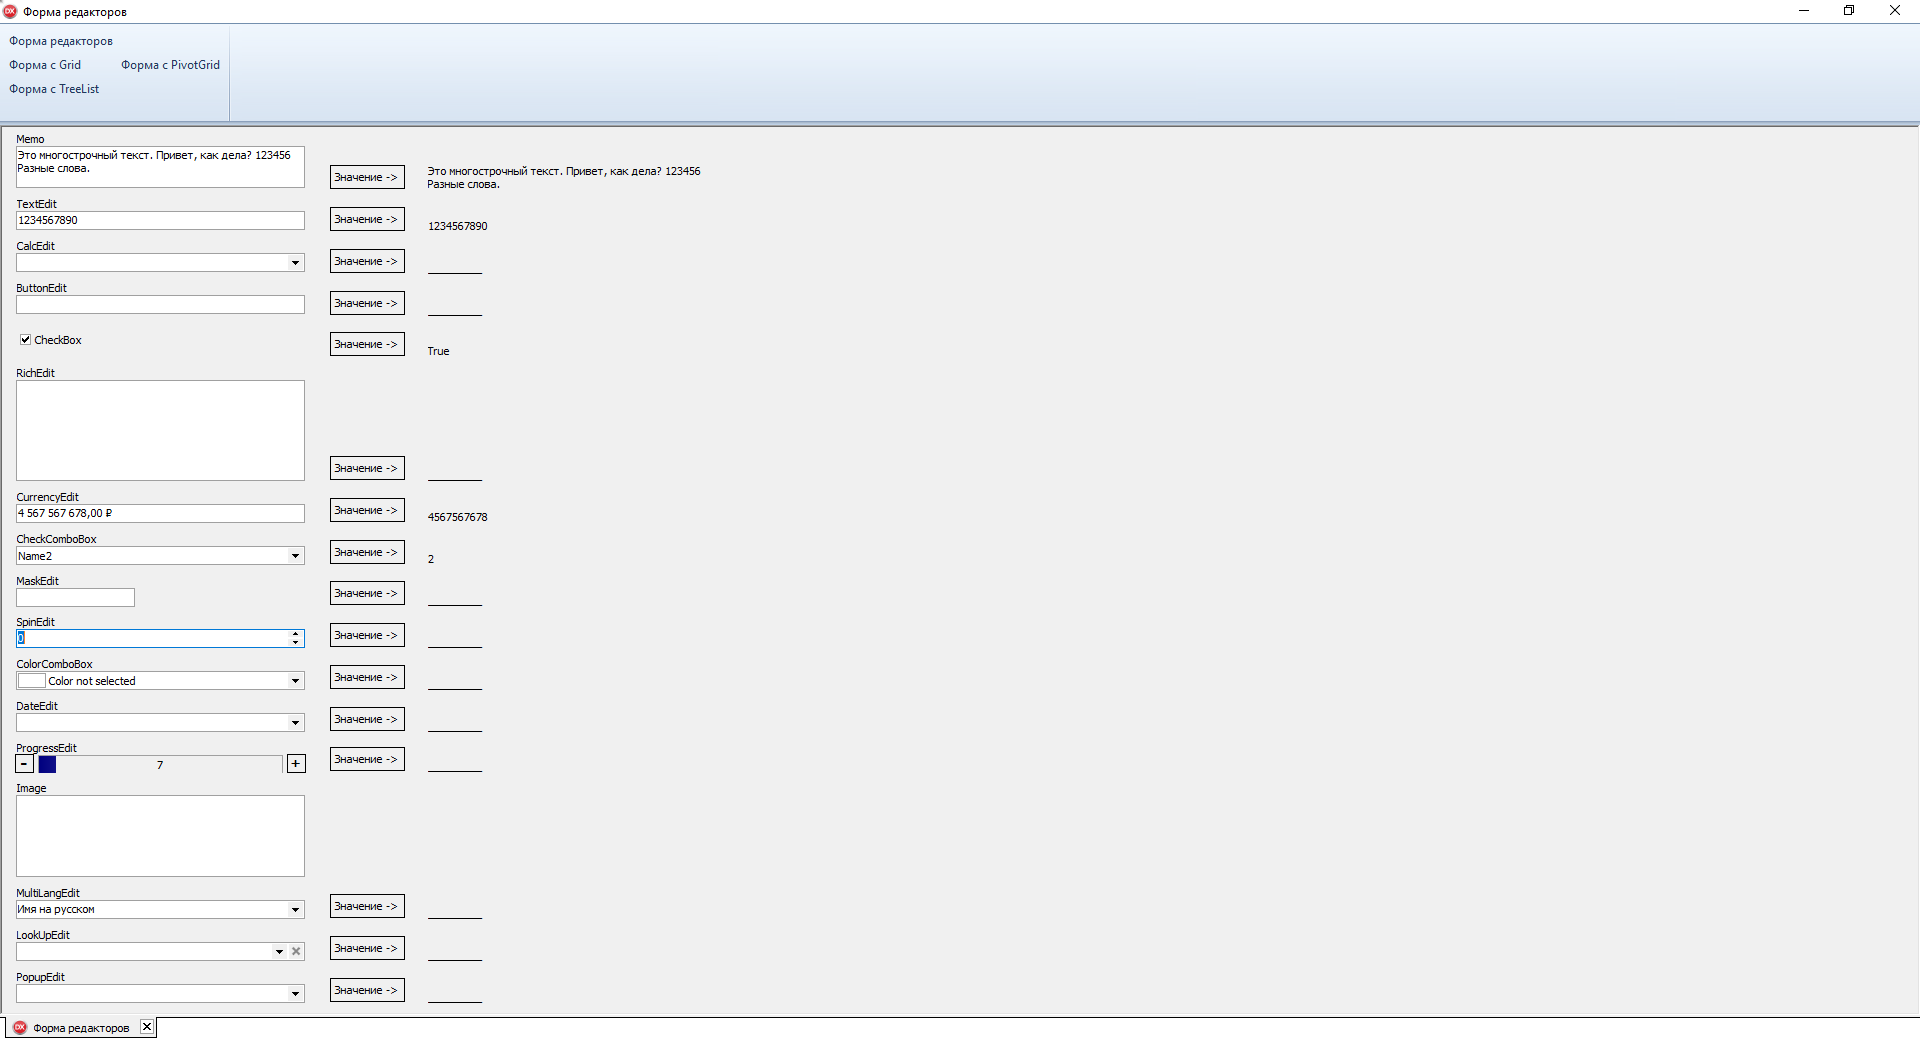 Форма редакторов
Форма редакторов
Форма с Grid Форма с PivotGrid
Форма с TreeList
Memo
Это многострочный текст. Привет, как дела? 123456
Разные слова.
Значение ->
Это многострочный текст. Привет, как дела? 123456
Разные слова.
TextEdit
1234567890
Значение ->
1234567890
CalcEdit
Значение ->
ButtonEdit
Значение ->
CheckBox
Значение ->
True
RichEdit
Значение ->
CurrencyEdit
4 567 567 678,00 ₽
Значение ->
4567567678
CheckComboBox
Name2
Значение ->
2
MaskEdit
Значение ->
SpinEdit
0
Значение ->
ColorComboBox
Color not selected
Значение ->
DateEdit
Значение ->
ProgressEdit
- 7 +
Значение ->
Image
MultiLangEdit
Имя на русском
Значение ->
LookUpEdit
Значение ->
PopupEdit
Значение ->
DX Форма редакторов